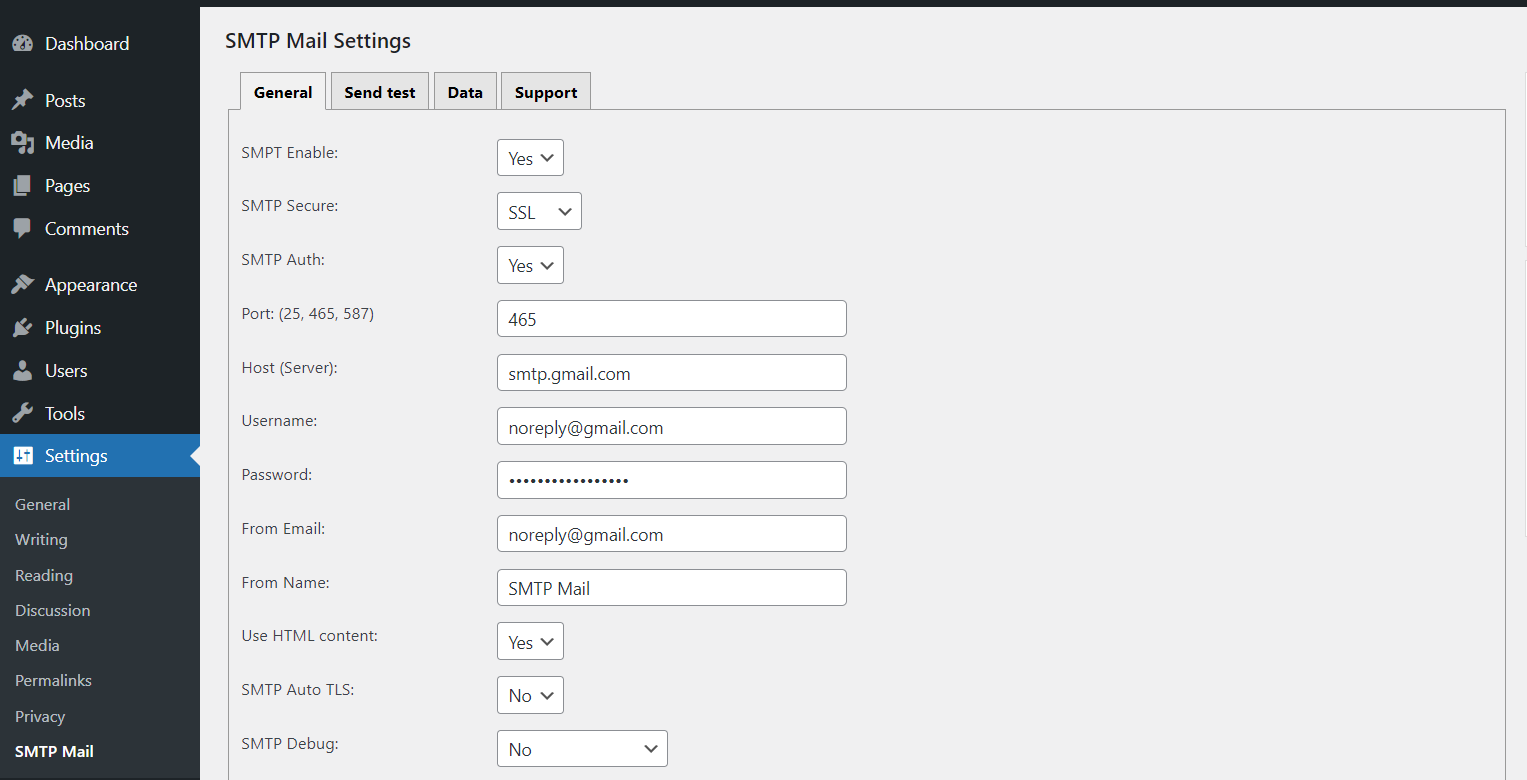 Dashboard
Posts
Media
Pages
Comments
Appearance
Plugins
Users
Tools
Settings
General
Writing
Reading
Discussion
Media
Permalinks
Privacy
SMTP Mail
SMTP Mail Settings
General Send test Data Support
SMPT Enable: Yes
SMTP Secure: SSL
SMTP Auth: Yes
Port: (25, 465, 587) 465
Host (Server): smtp.gmail.com
Username: noreply@gmail.com
Password: •••••••••••••••••
From Email: noreply@gmail.com
From Name: SMTP Mail
Use HTML content: Yes
SMTP Auto TLS: No
SMTP Debug: No